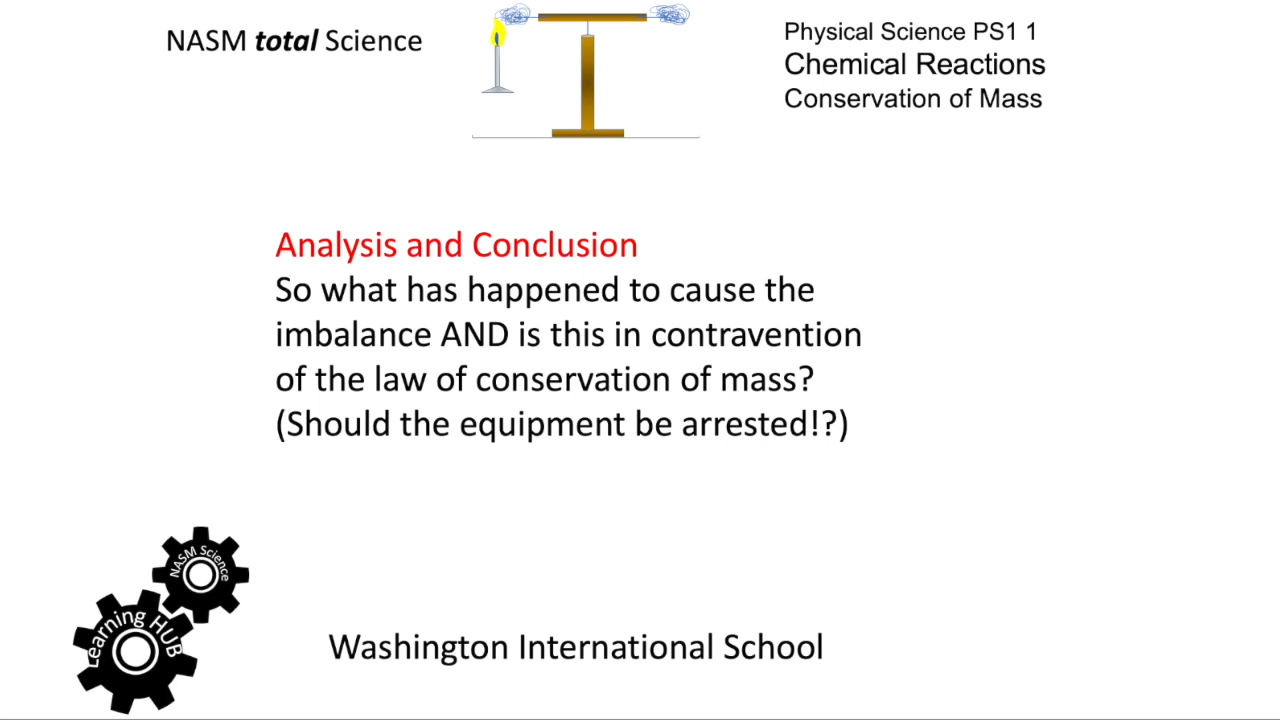 NASM total Science
Physical Science PS1 1
Chemical Reactions
Conservation of Mass
Analysis and Conclusion
So what has happened to cause the
imbalance AND is this in contravention
of the law of conservation of mass?
(Should the equipment be arrested!?)
NASM Science
Learning HUB
Washington International School